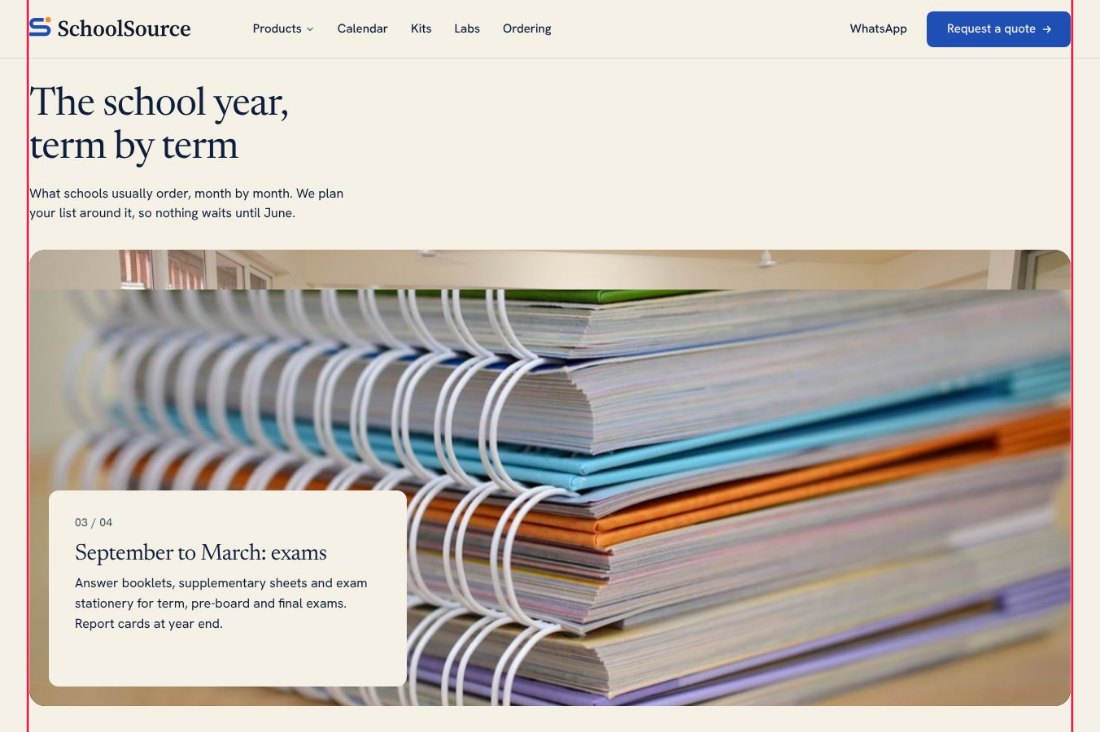 SchoolSource
Products
Calendar
Kits
Labs
Ordering
WhatsApp
Request a quote →
The school year,
term by term
What schools usually order, month by month. We plan
your list around it, so nothing waits until June.
03 / 04
September to March: exams
Answer booklets, supplementary sheets and exam
stationery for term, pre-board and final exams.
Report cards at year end.